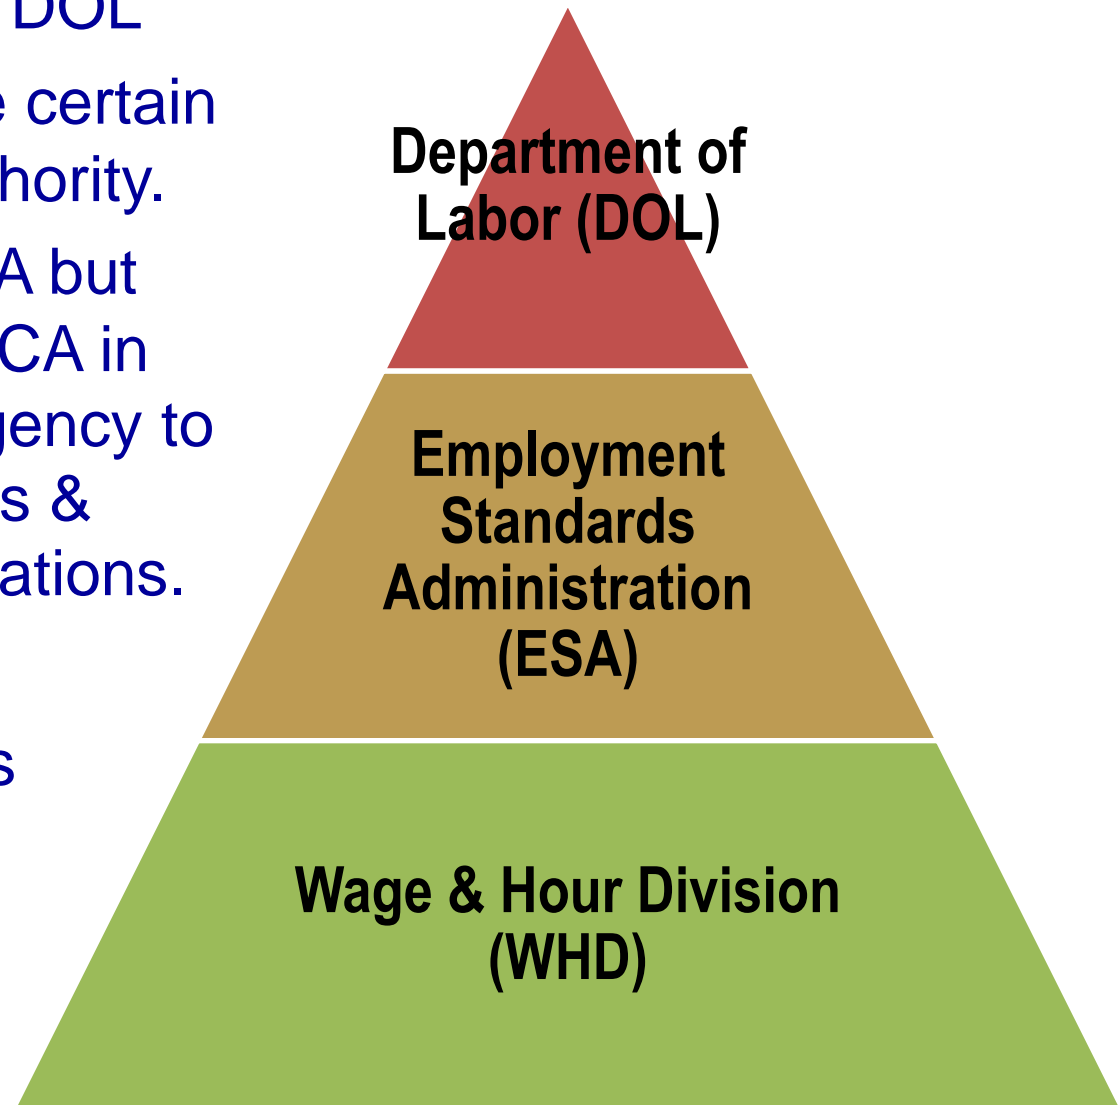 DOL
certain
hority.
A but
CA in
gency to
s &
ations.
s
Department of
Labor (DOL)
Employment
Standards
Administration
(ESA)
Wage & Hour Division
(WHD)